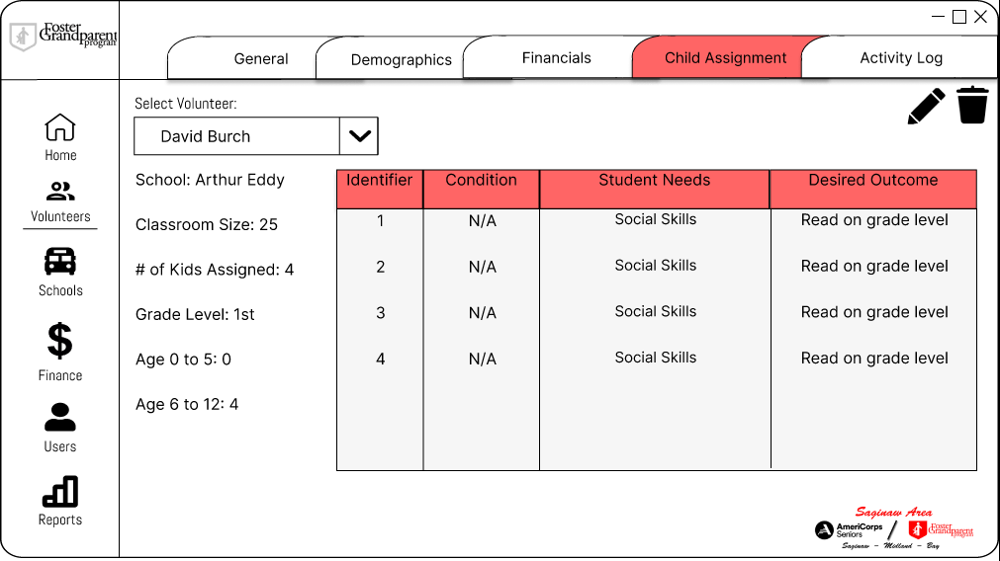 Foster
Grandparent
program
General
Demographics
Financials
Child Assignment
Activity Log
Home
Volunteers
Schools
Finance
Users
Reports
Select Volunteer:
David Burch
School: Arthur Eddy
Classroom Size: 25
# of Kids Assigned: 4
Grade Level: 1st
Age 0 to 5: 0
Age 6 to 12: 4
Identifier Condition Student Needs Desired Outcome
1 N/A Social Skills Read on grade level
2 N/A Social Skills Read on grade level
3 N/A Social Skills Read on grade level
4 N/A Social Skills Read on grade level
Saginaw Area
AmeriCorps
Seniors
/
Foster
Grandparent
program
Saginaw - Midland - Bay